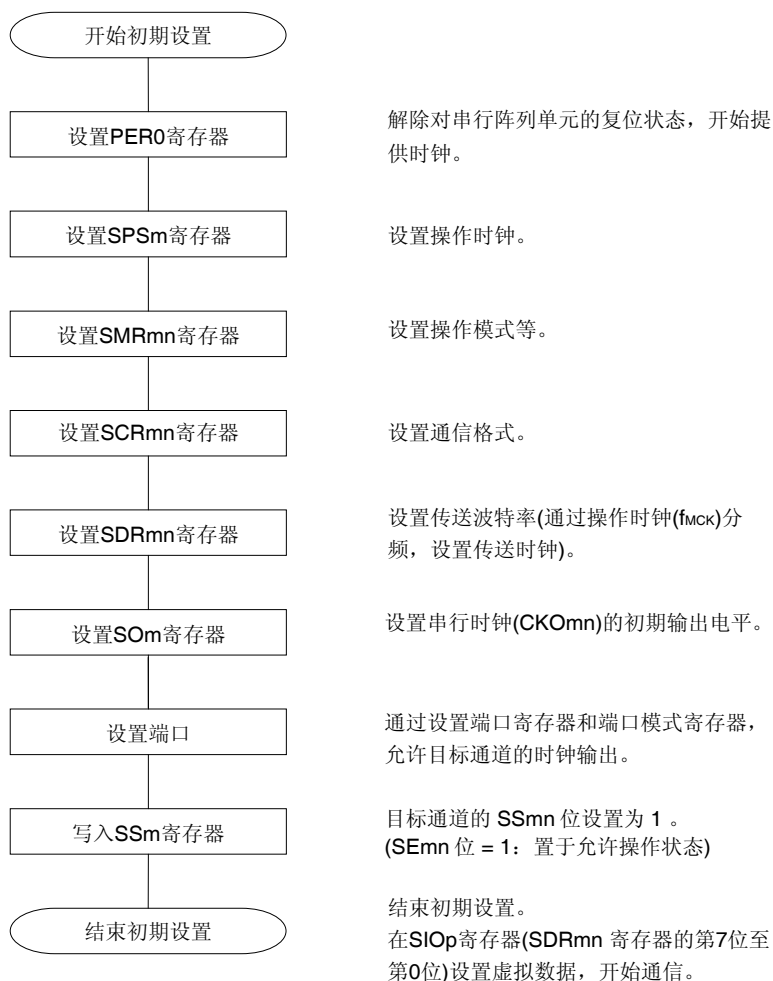 开始初期设置
设置PER0寄存器
解除对串行阵列单元的复位状态，开始提
供时钟。
设置SPSm寄存器
设置操作时钟。
设置SMRmn寄存器
设置操作模式等。
设置SCRmn寄存器
设置通信格式。
设置SDRmn寄存器
设置传送波特率(通过操作时钟(fMCK)分
频，设置传送时钟)。
设置SOm寄存器
设置串行时钟(CKOmn)的初期输出电平。
设置端口
通过设置端口寄存器和端口模式寄存器，
允许目标通道的时钟输出。
写入SSm寄存器
目标通道的 SSmn 位设置为 1 。
(SEmn 位 = 1：置于允许操作状态)
结束初期设置
结束初期设置。
在SIOp寄存器(SDRmn 寄存器的第7位至
第0位)设置虚拟数据，开始通信。